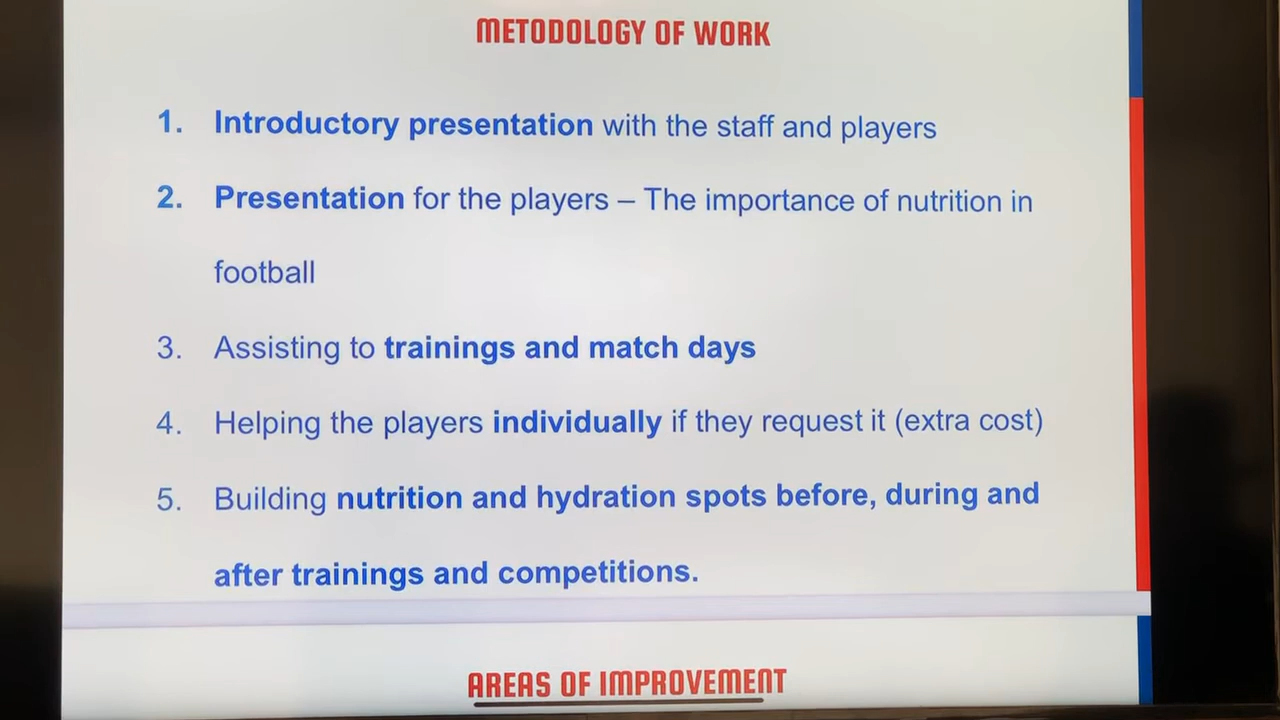 METODOLOGY OF WORK
1. Introductory presentation with the staff and players
2. Presentation for the players – The importance of nutrition in
football
3. Assisting to trainings and match days
4. Helping the players individually if they request it (extra cost)
5. Building nutrition and hydration spots before, during and
after trainings and competitions.
AREAS OF IMPROVEMENT